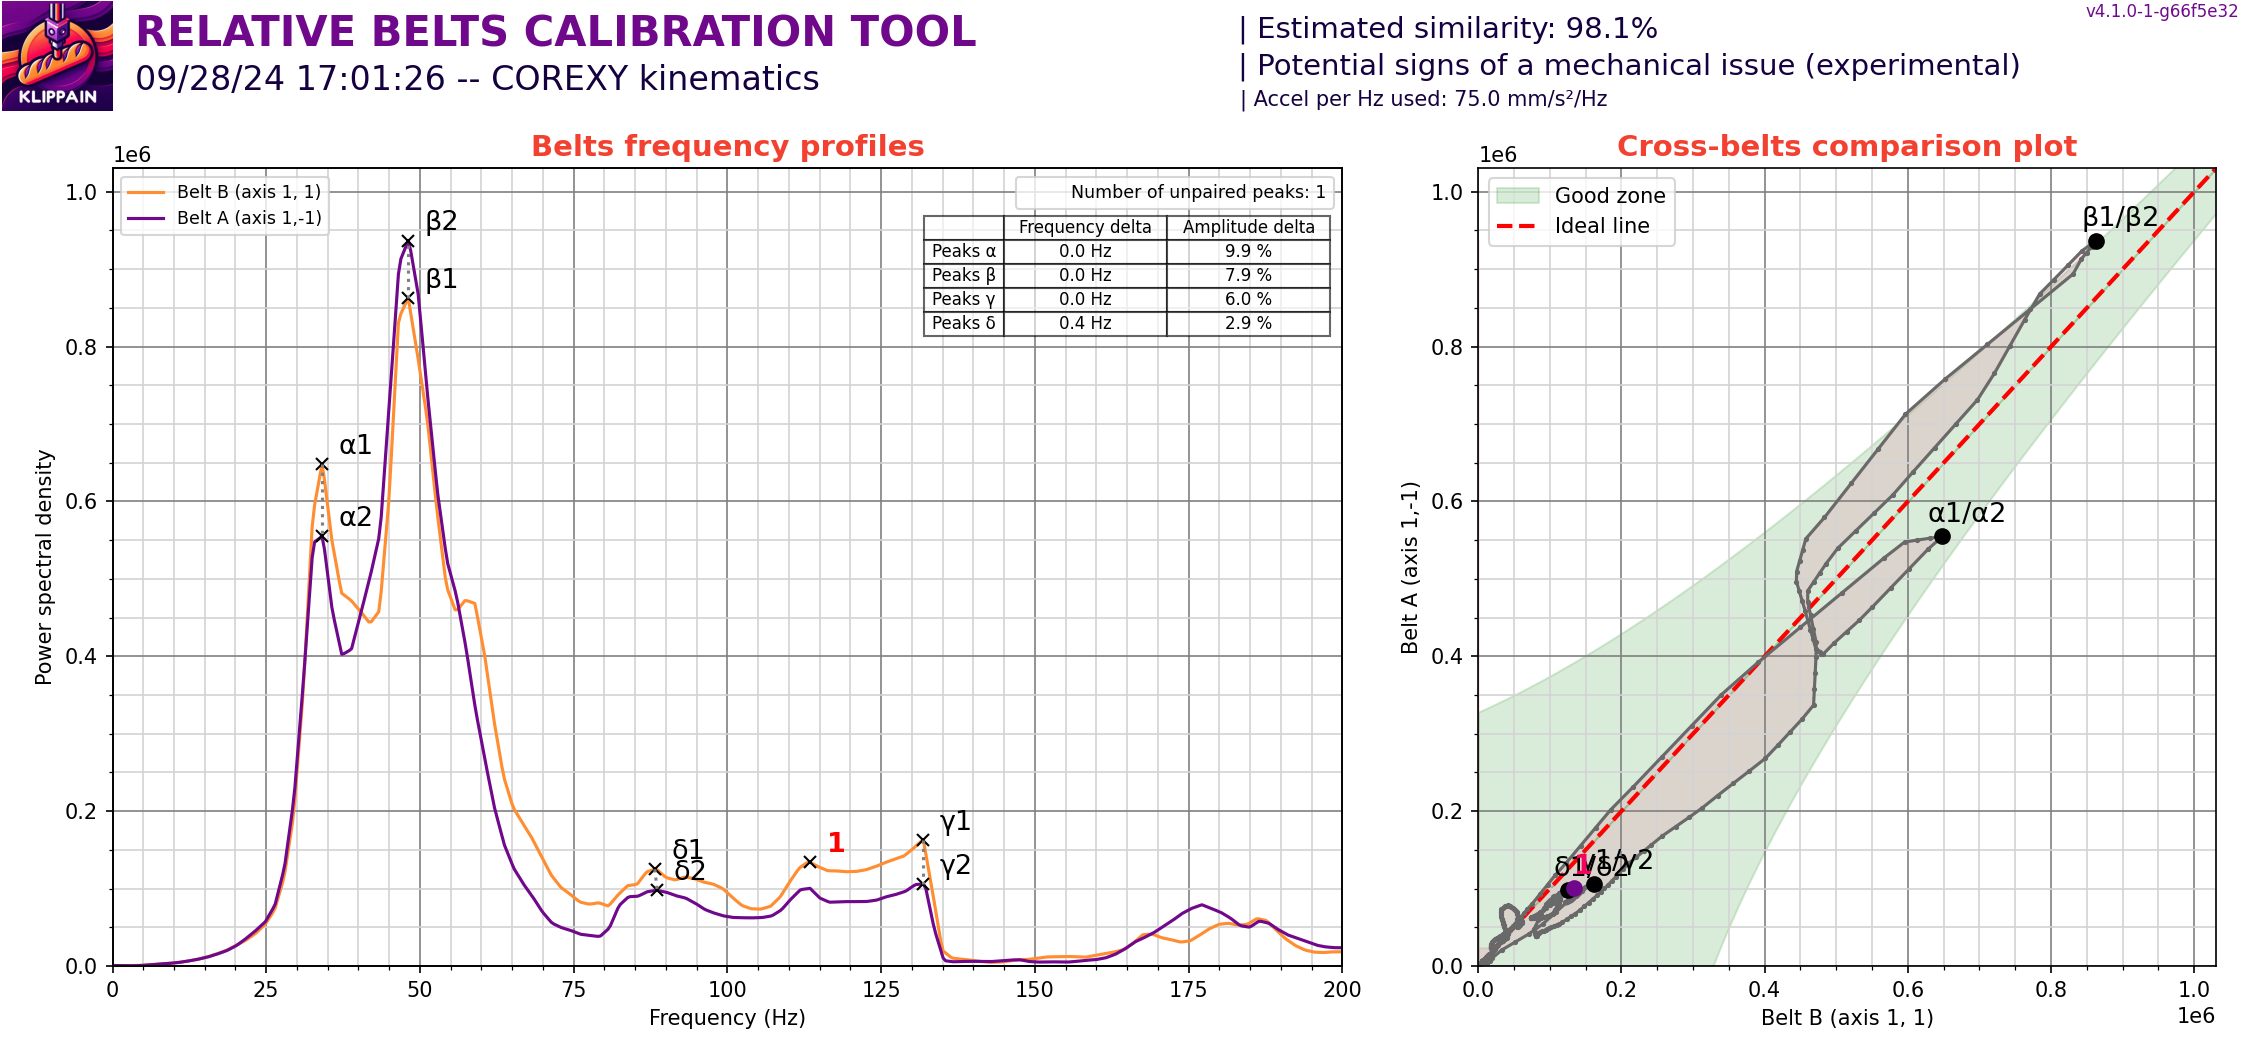 KLIPPAIN
RELATIVE BELTS CALIBRATION TOOL
09/28/24 17:01:26 -- COREXY kinematics
| Estimated similarity: 98.1%
| Potential signs of a mechanical issue (experimental)
| Accel per Hz used: 75.0 mm/s²/Hz
v4.1.0-1-g66f5e32
Belts frequency profiles
1e6
Belt B (axis 1, 1)
Belt A (axis 1,-1)
Number of unpaired peaks: 1
Frequency delta Amplitude delta
Peaks α 0.0 Hz 9.9 %
Peaks β 0.0 Hz 7.9 %
Peaks γ 0.0 Hz 6.0 %
Peaks δ 0.4 Hz 2.9 %
β2
β1
α1
α2
δ1
δ2
1
γ1
γ2
1.0
0.8
0.6
0.4
0.2
0.0
Power spectral density
0 25 50 75 100 125 150 175 200
Frequency (Hz)
Cross-belts comparison plot
1e6
Good zone
Ideal line
β1/β2
α1/α2
δ1/δ2
1
γ1/γ2
1.0
0.8
0.6
0.4
0.2
0.0
Belt A (axis 1,-1)
0.0 0.2 0.4 0.6 0.8 1.0
Belt B (axis 1, 1)
1e6